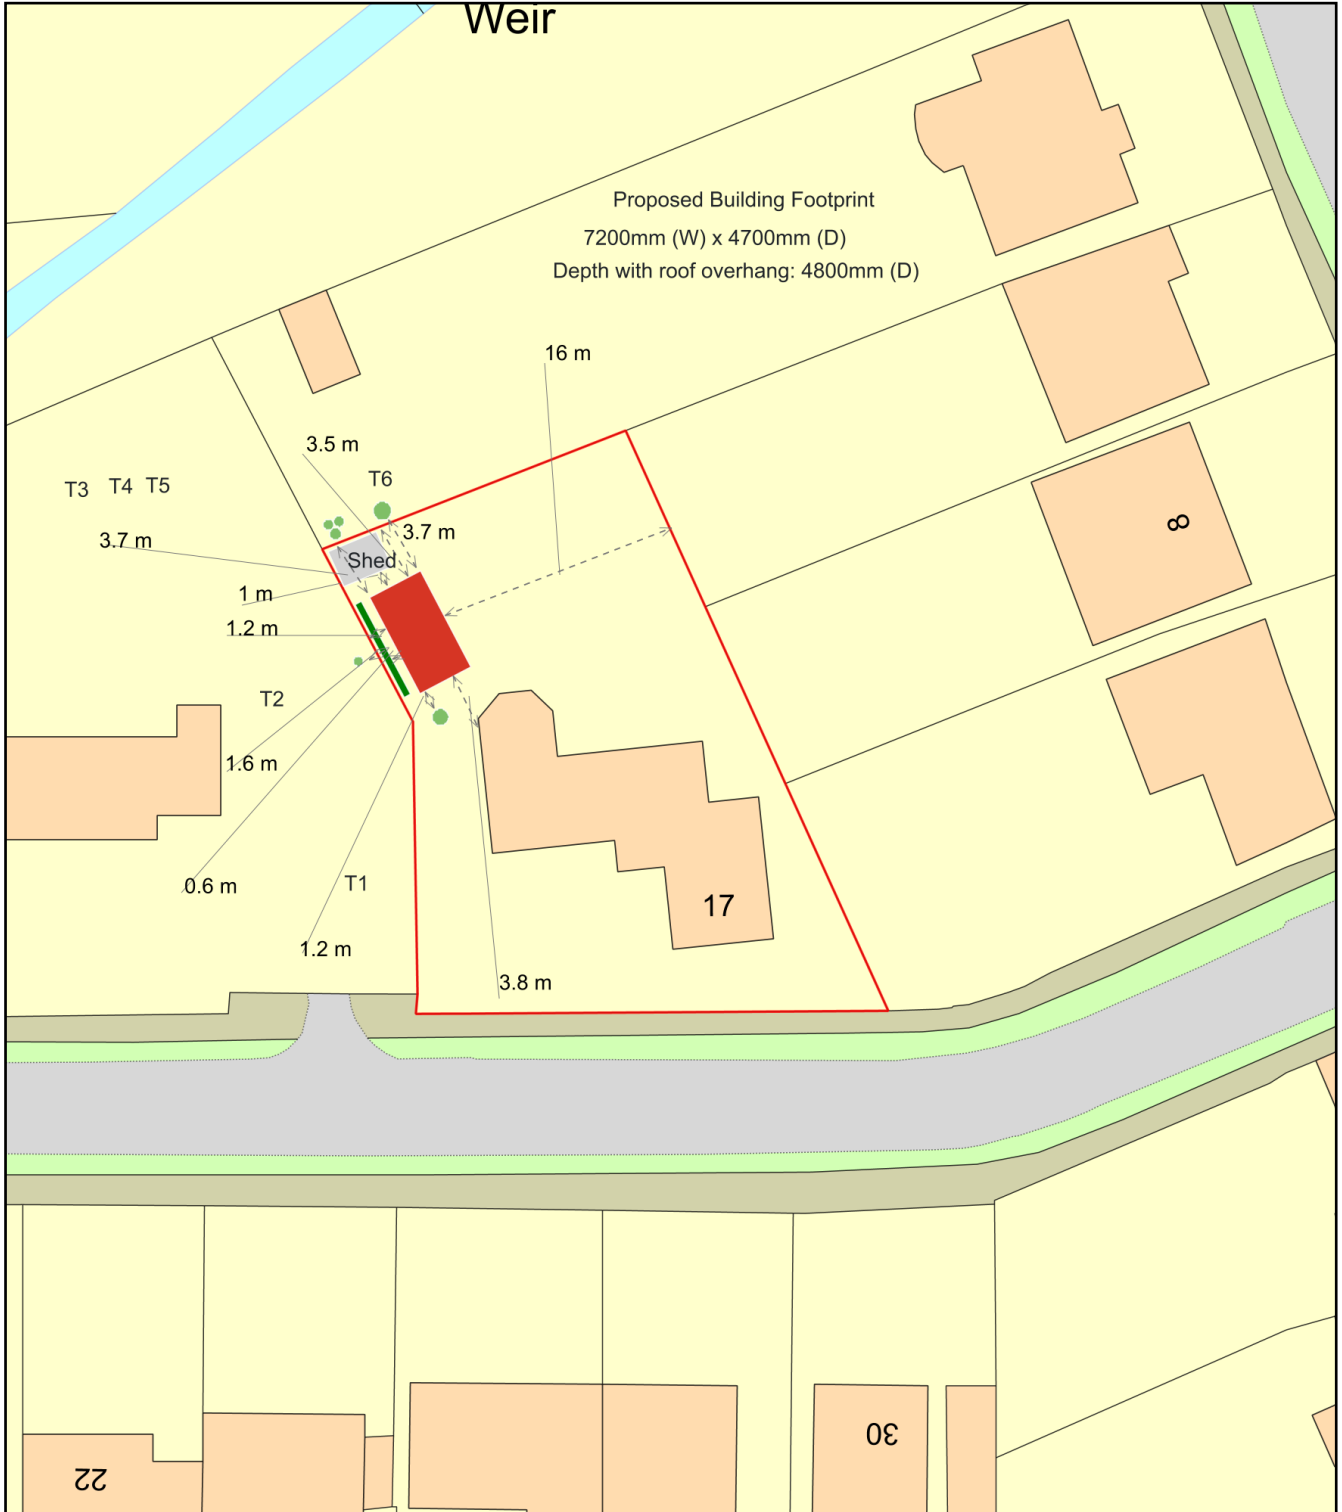 Weir
Proposed Building Footprint
7200mm (W) x 4700mm (D)
Depth with roof overhang: 4800mm (D)
16 m
3.5 m
T6
T3 T4 T5
8
3.7 m
3.7 m
Shed
1 m
1.2 m
T2
1.6 m
0.6 m
T1
17
1.2 m
3.8 m
30
22